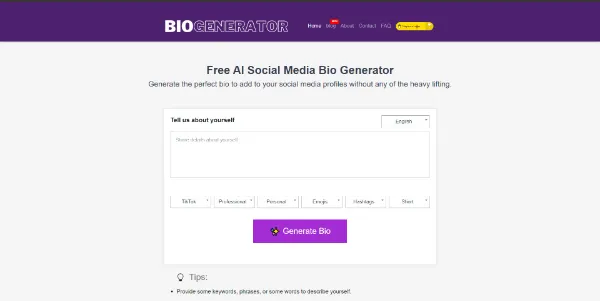 BIOGENERATOR
Home Blog About Contact FAQ
Free AI Social Media Bio Generator
Generate the perfect bio to add to your social media profiles without any of the heavy lifting.
Tell us about yourself
English
Short details about yourself
TikTok Professional Personal Emojis Hashtags Short
Generate Bio
Tips:
Provide some keywords, phrases, or some words to describe yourself.